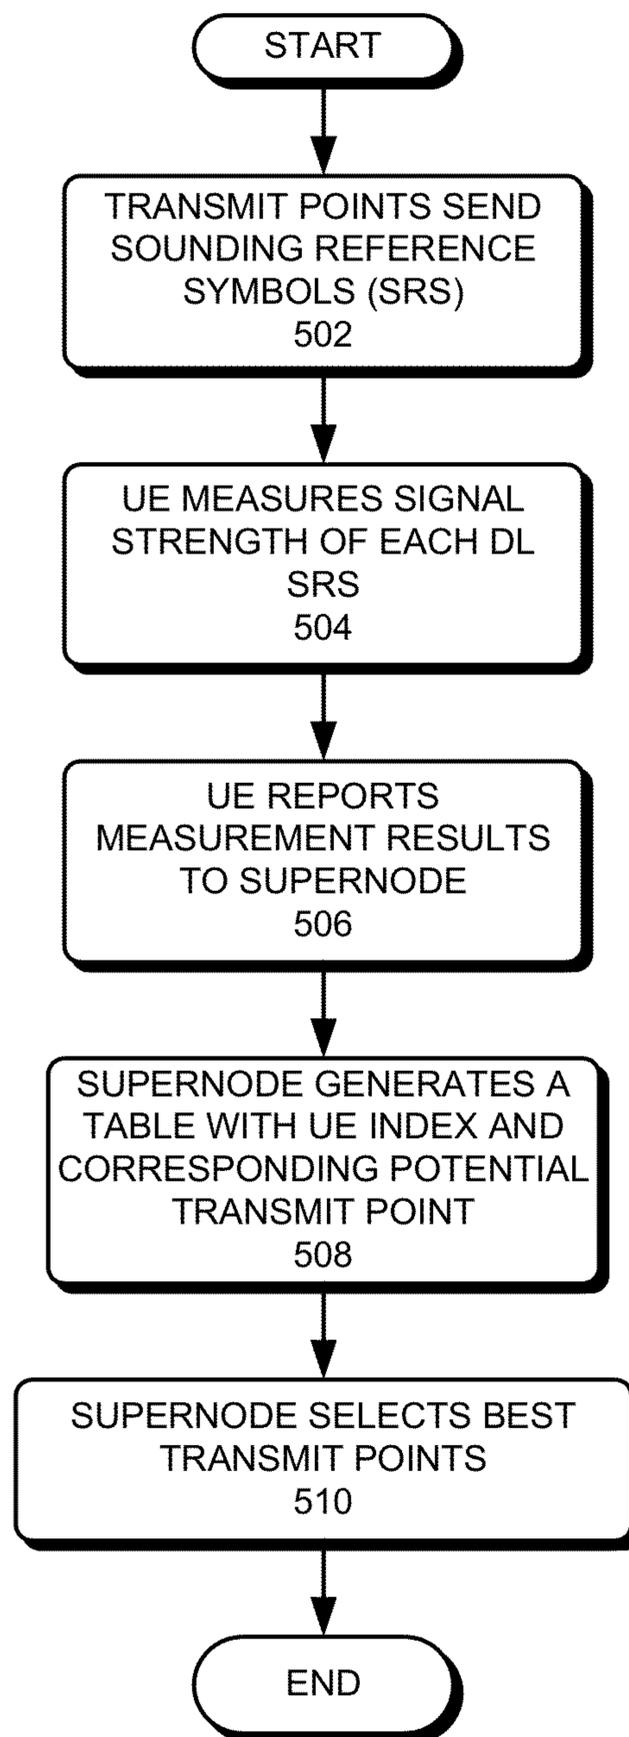 START
TRANSMIT POINTS SEND
SOUNDING REFERENCE
SYMBOLS (SRS)
502
UE MEASURES SIGNAL
STRENGTH OF EACH DL
SRS
504
UE REPORTS
MEASUREMENT RESULTS
TO SUPERNODE
506
SUPERNODE GENERATES A
TABLE WITH UE INDEX AND
CORRESPONDING POTENTIAL
TRANSMIT POINT
508
SUPERNODE SELECTS BEST
TRANSMIT POINTS
510
END